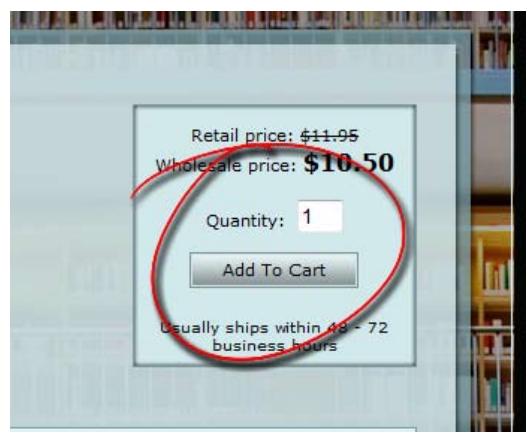 Retail price: $11.95
Wholesale price: $10.50
Quantity: 1
Add To Cart
Usually ships within 48 - 72
business hours